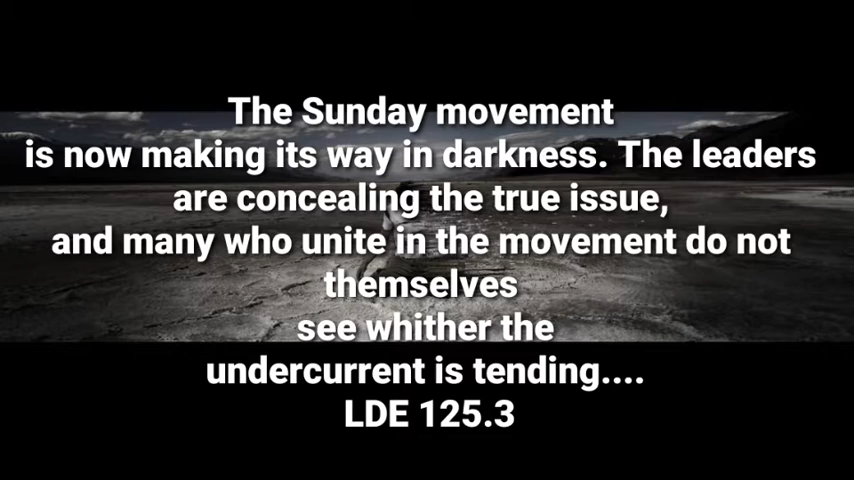 The Sunday movement
is now making its way in darkness. The leaders
are concealing the true issue,
and many who unite in the movement do not
themselves
see whither the
undercurrent is tending....
LDE 125.3